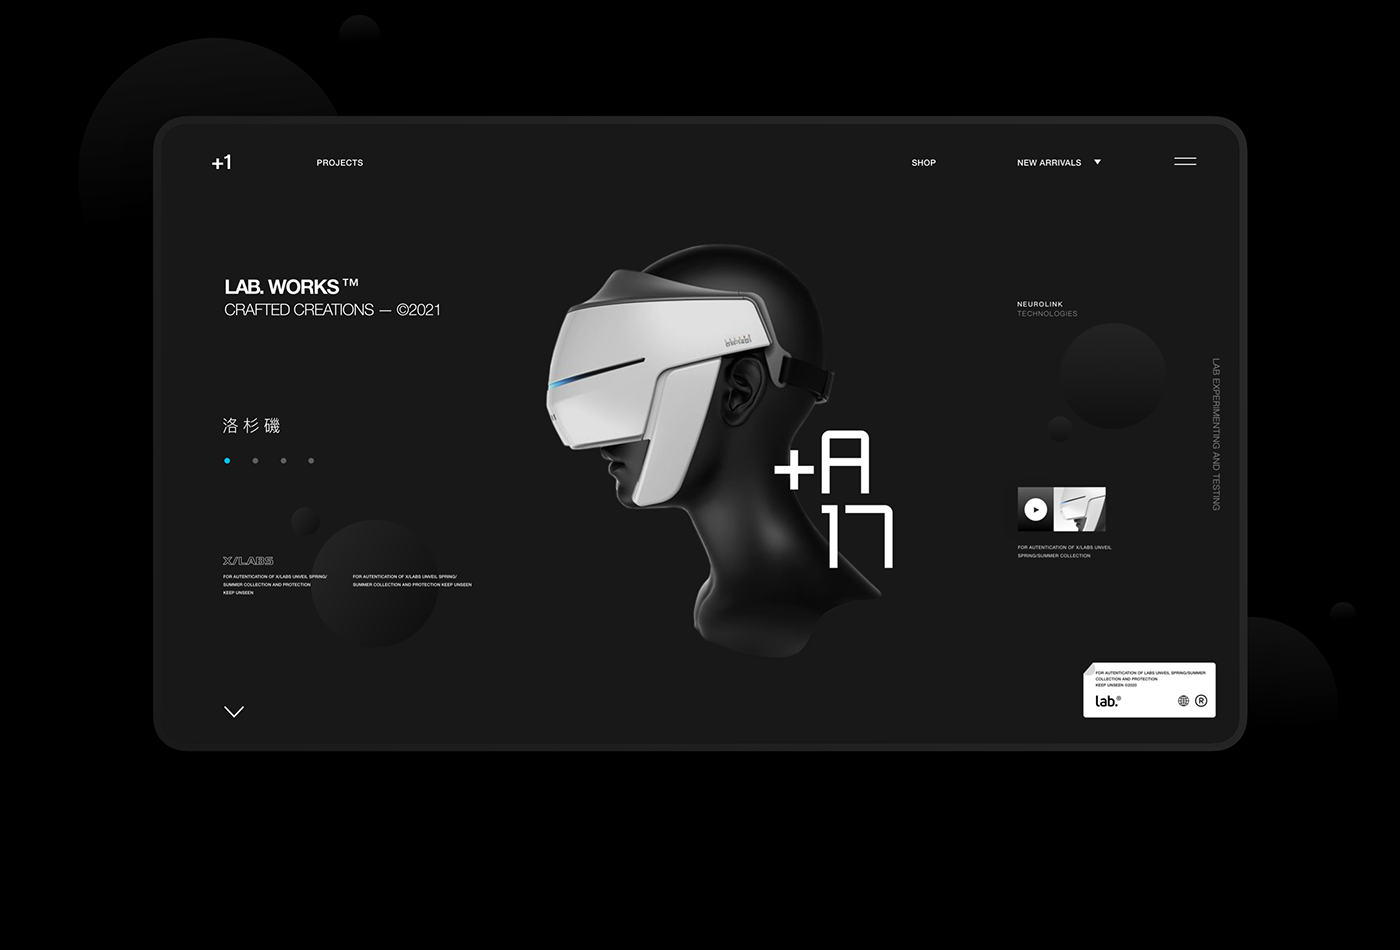 +1
PROJECTS
SHOP
NEW ARRIVALS
LAB. WORKS™
CRAFTED CREATIONS — ©2021
NEUROLINK
TECHNOLOGIES
LAB EXPERIMENTING AND TESTING
洛杉磯
+A
17
X/LABS
FOR AUTENTICATION OF X/LABS UNVEIL SPRING/
SUMMER COLLECTION AND PROTECTION
KEEP UNSEEN
FOR AUTENTICATION OF X/LABS UNVEIL SPRING/
SUMMER COLLECTION AND PROTECTION KEEP UNSEEN
FOR AUTENTICATION OF X/LABS UNVEIL
SPRING/SUMMER COLLECTION
FOR AUTENTICATION OF LABS UNVEIL SPRING/SUMMER
COLLECTION AND PROTECTION
KEEP UNSEEN ©2020
lab.®
®